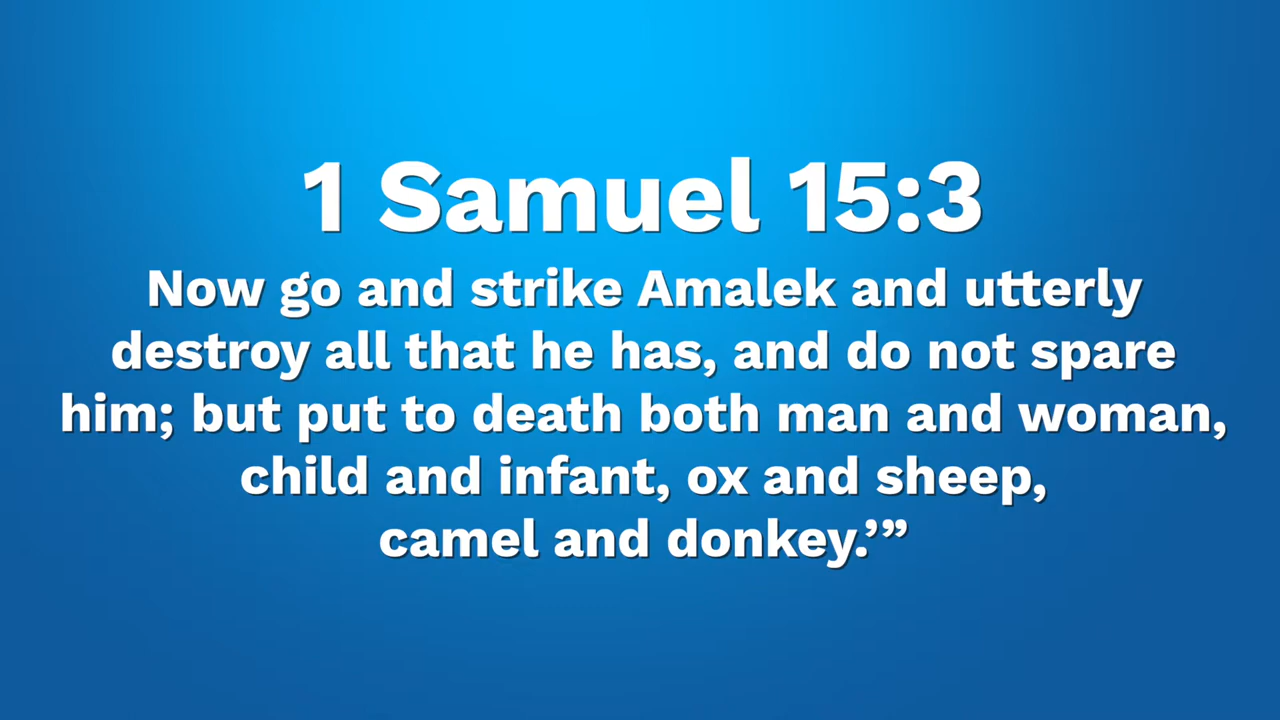 1 Samuel 15:3
Now go and strike Amalek and utterly
destroy all that he has, and do not spare
him; but put to death both man and woman,
child and infant, ox and sheep,
camel and donkey.’”